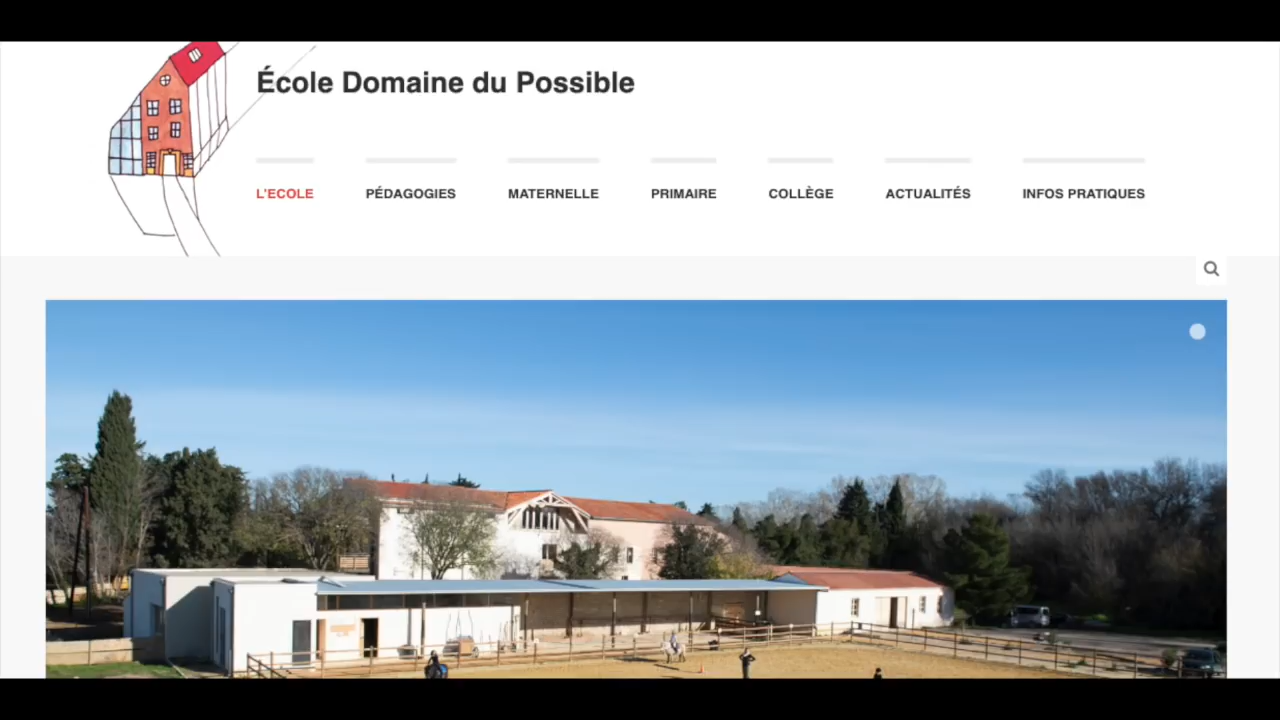 École Domaine du Possible
L'ECOLE PÉDAGOGIES MATERNELLE PRIMAIRE COLLÈGE ACTUALITÉS INFOS PRATIQUES